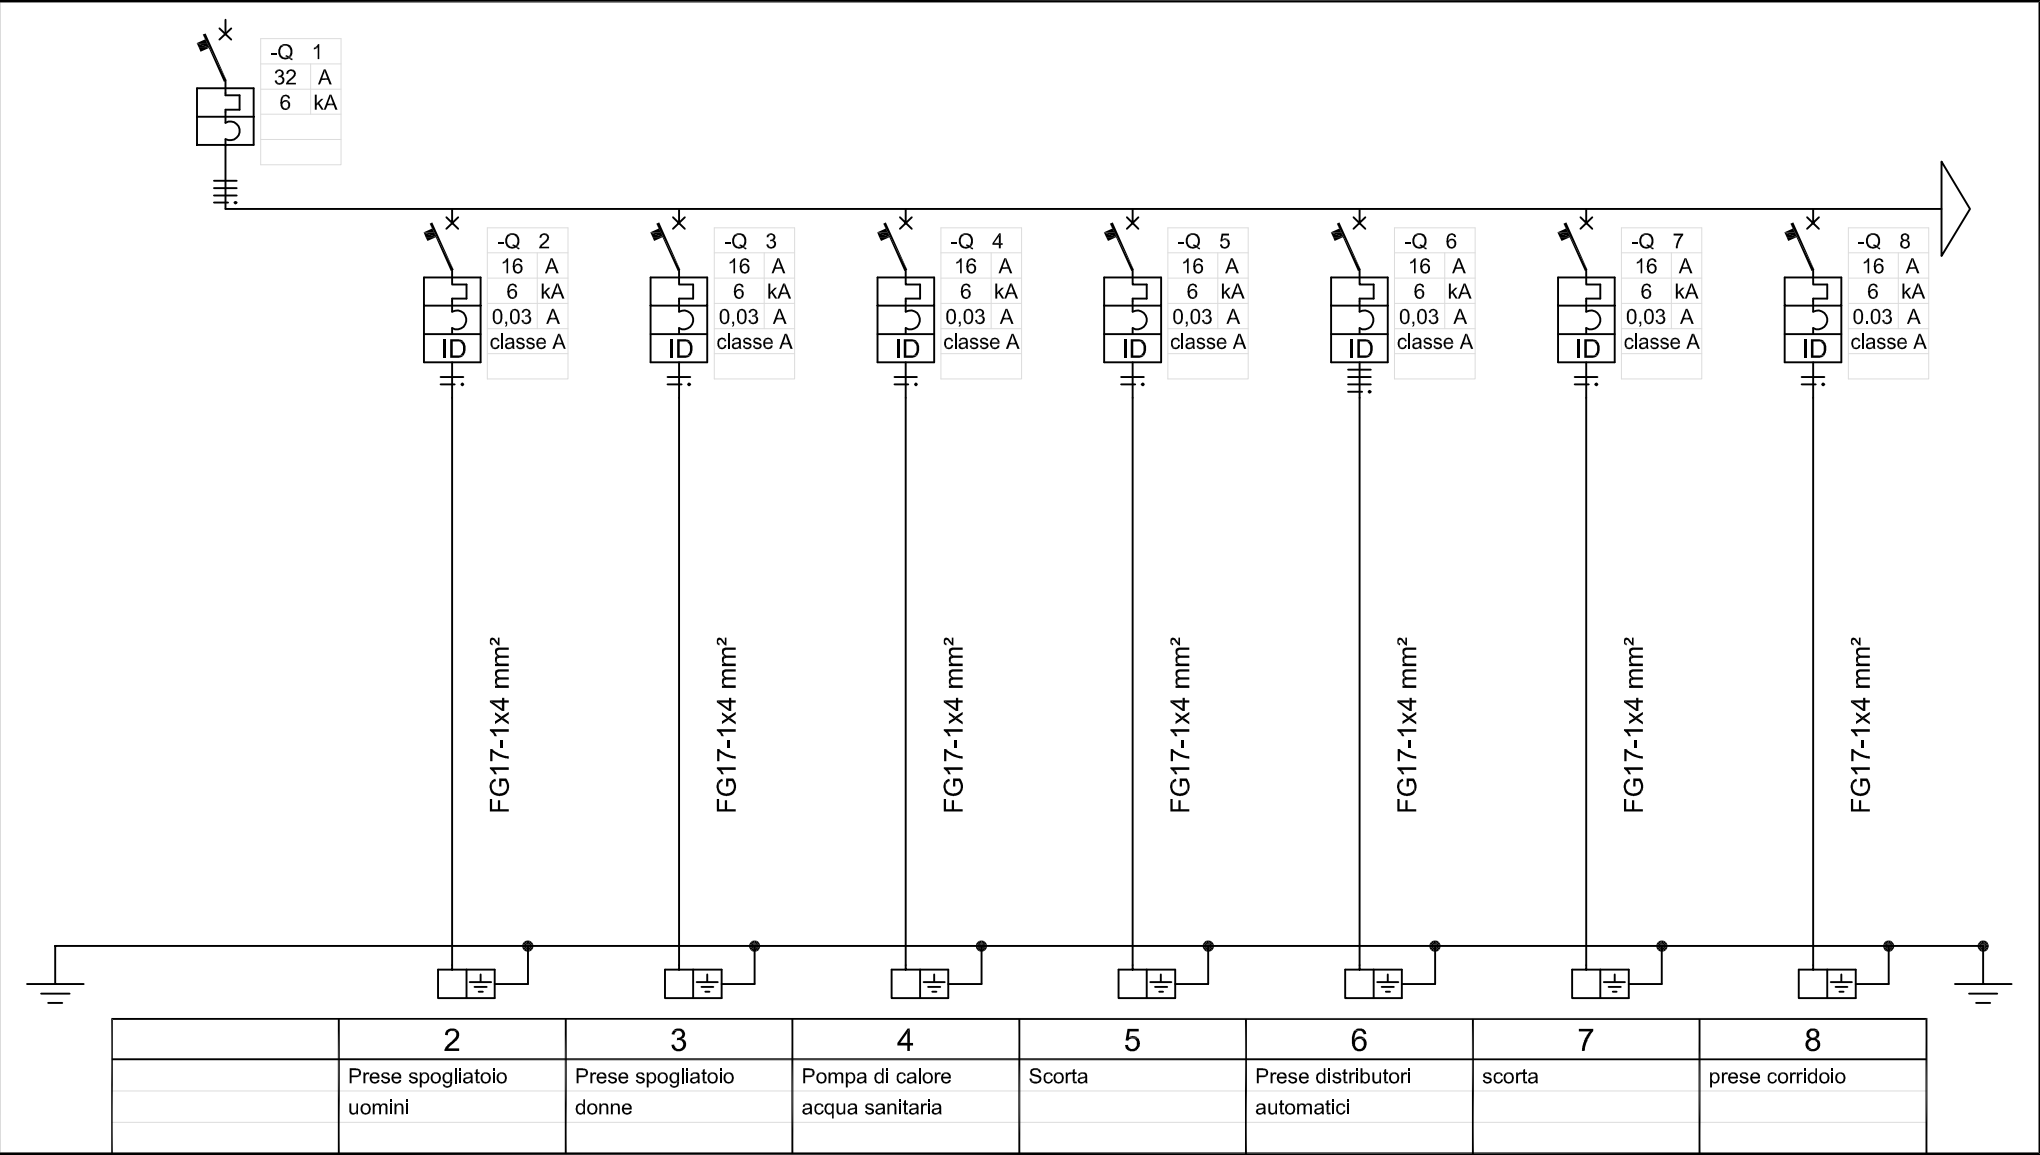 -Q 1
32 A
6 kA
-Q 2
16 A
6 kA
0,03 A
classe A
ID
-Q 3
16 A
6 kA
0,03 A
classe A
ID
-Q 4
16 A
6 kA
0,03 A
classe A
ID
-Q 5
16 A
6 kA
0,03 A
classe A
ID
-Q 6
16 A
6 kA
0,03 A
classe A
ID
-Q 7
16 A
6 kA
0,03 A
classe A
ID
-Q 8
16 A
6 kA
0.03 A
classe A
ID
FG17-1x4 mm²
FG17-1x4 mm²
FG17-1x4 mm²
FG17-1x4 mm²
FG17-1x4 mm²
FG17-1x4 mm²
FG17-1x4 mm²
2
Prese spogliatoio
uomini
3
Prese spogliatoio
donne
4
Pompa di calore
acqua sanitaria
5
Scorta
6
Prese distributori
automatici
7
scorta
8
prese corridoio